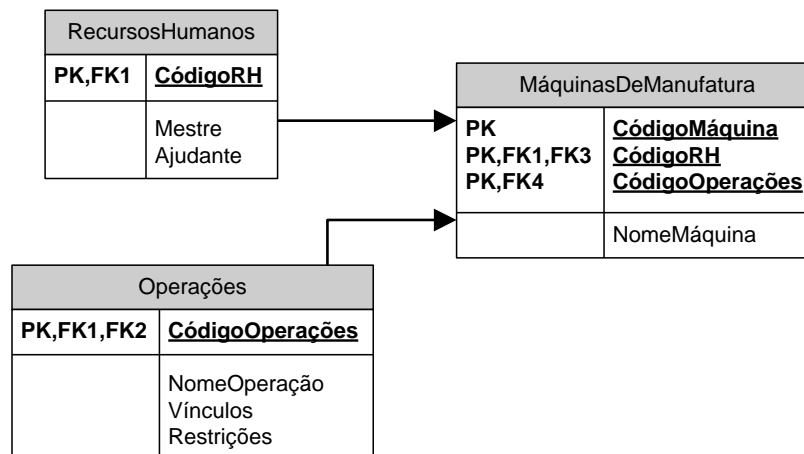 RecursosHumanos
PK,FK1 CódigoRH
Mestre
Ajudante
MáquinasDeManufatura
PK CódigoMáquina
PK,FK1,FK3 CódigoRH
PK,FK4 CódigoOperações
NomeMáquina
Operações
PK,FK1,FK2 CódigoOperações
NomeOperação
Vínculos
Restrições